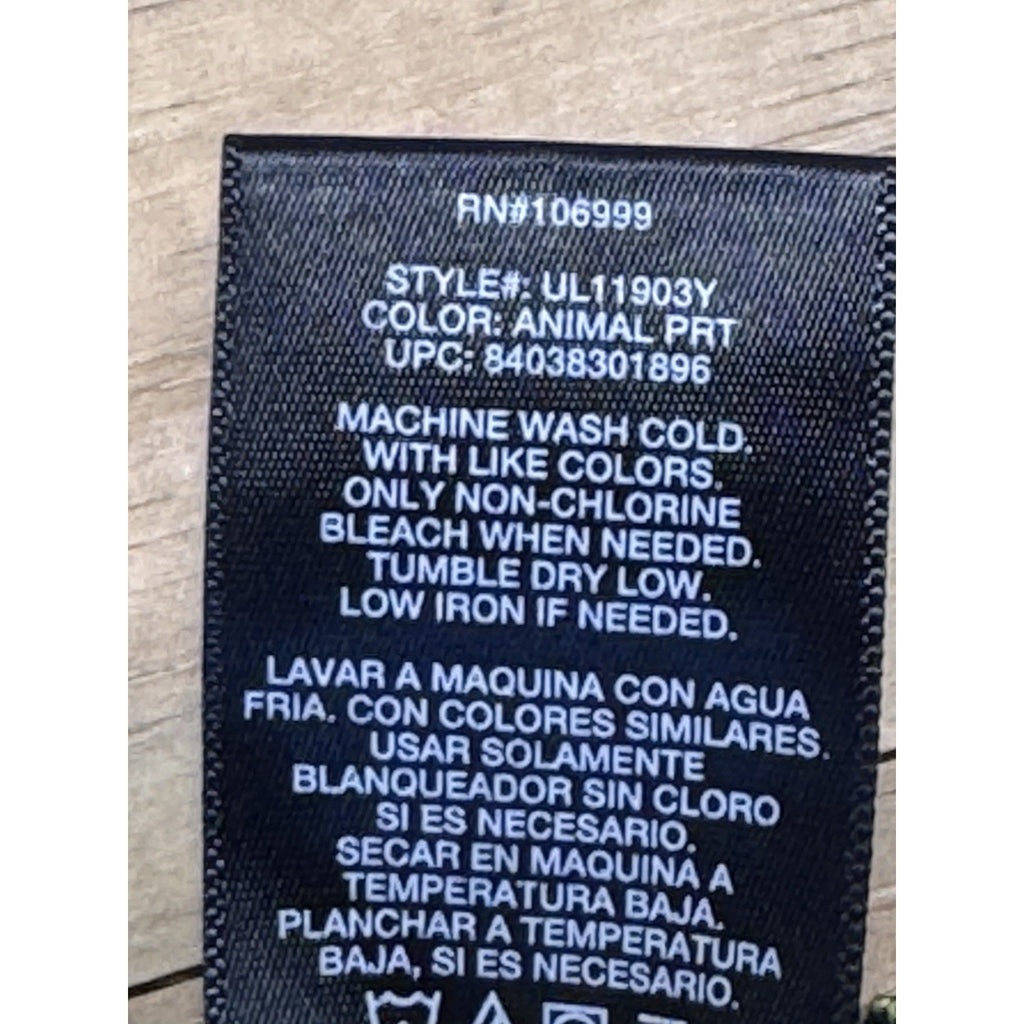 RN#106999
STYLE#: UL11903Y
COLOR: ANIMAL PRT
UPC: 84038301896
MACHINE WASH COLD.
WITH LIKE COLORS.
ONLY NON-CHLORINE
BLEACH WHEN NEEDED.
TUMBLE DRY LOW.
LOW IRON IF NEEDED.
LAVAR A MAQUINA CON AGUA
FRIA. CON COLORES SIMILARES.
USAR SOLAMENTE
BLANQUEADOR SIN CLORO
SI ES NECESARIO.
SECAR EN MAQUINA A
TEMPERATURA BAJA.
PLANCHAR A TEMPERATURA
BAJA, SI ES NECESARIO.